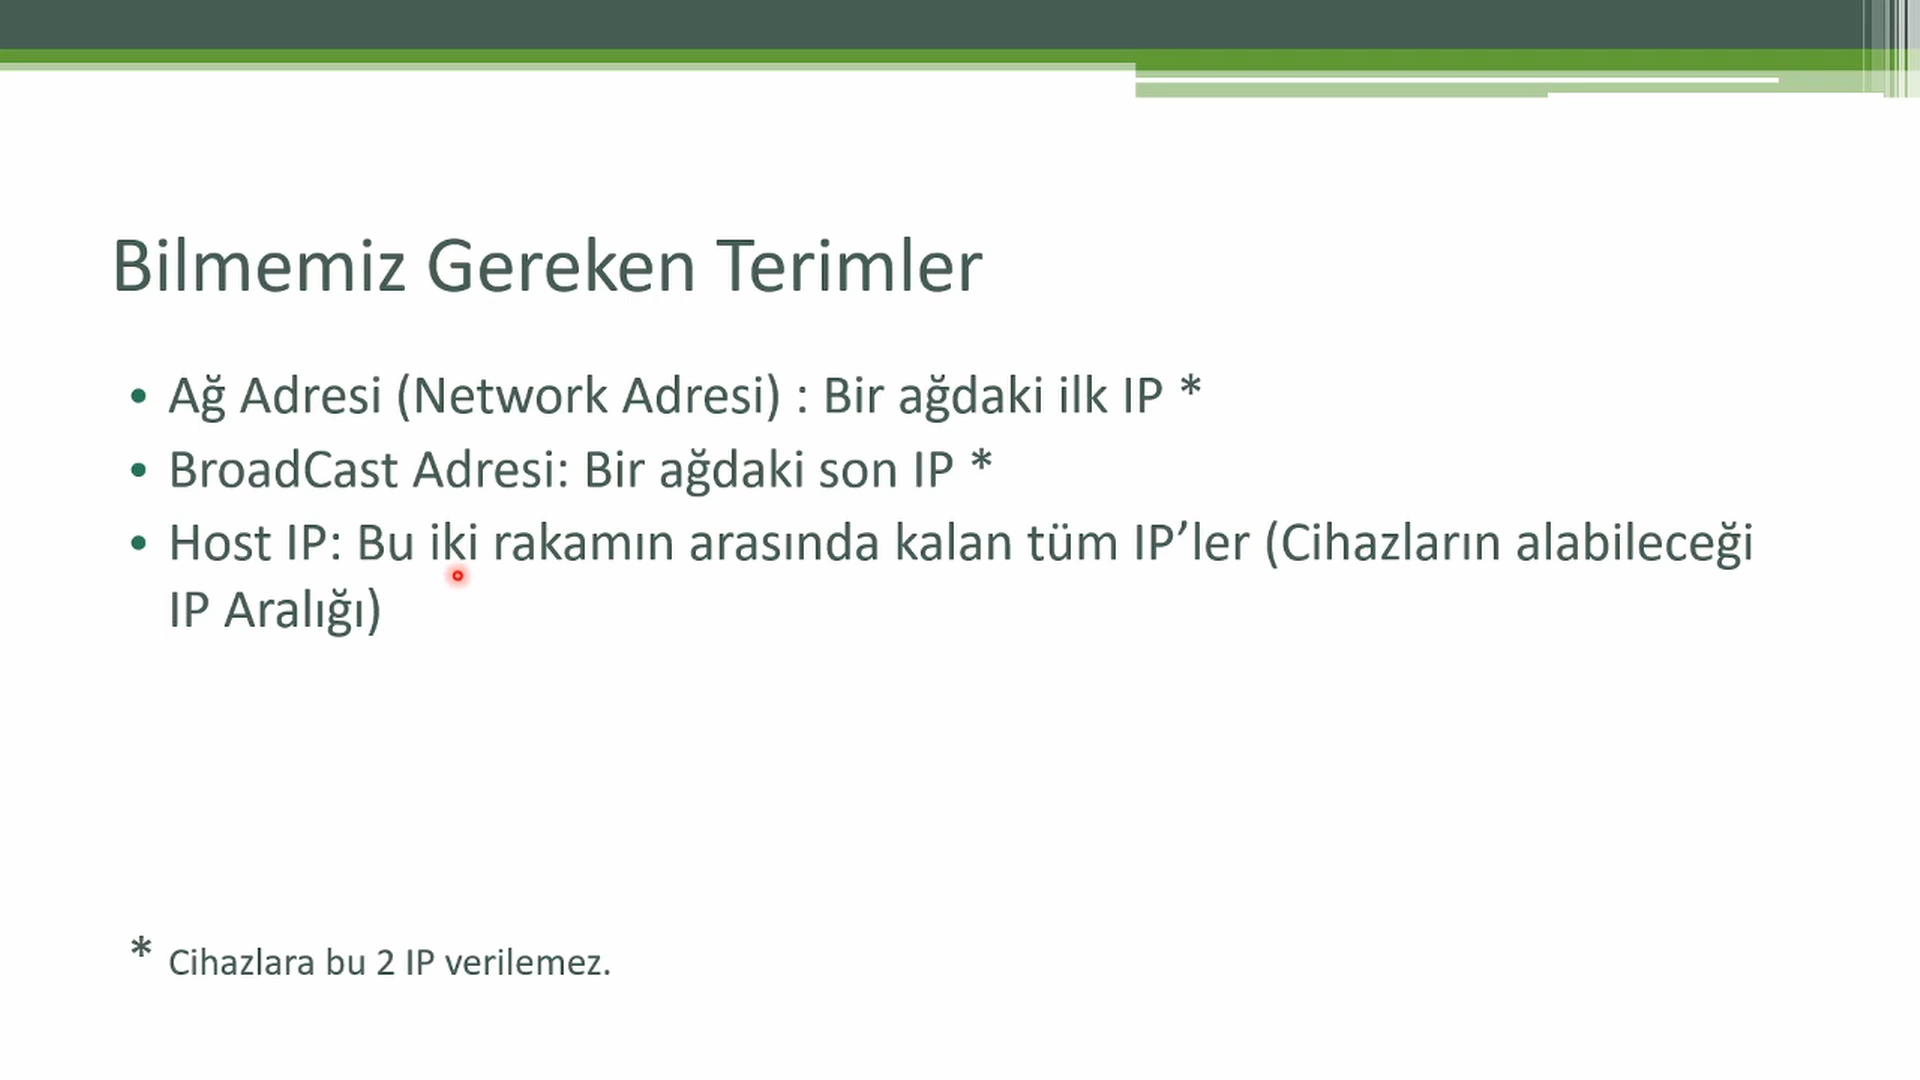 Bilmemiz Gereken Terimler
• Ağ Adresi (Network Adresi) : Bir ağdaki ilk IP *
• BroadCast Adresi: Bir ağdaki son IP *
• Host IP: Bu iki rakamın arasında kalan tüm IP’ler (Cihazların alabileceği
IP Aralığı)
* Cihazlara bu 2 IP verilemez.